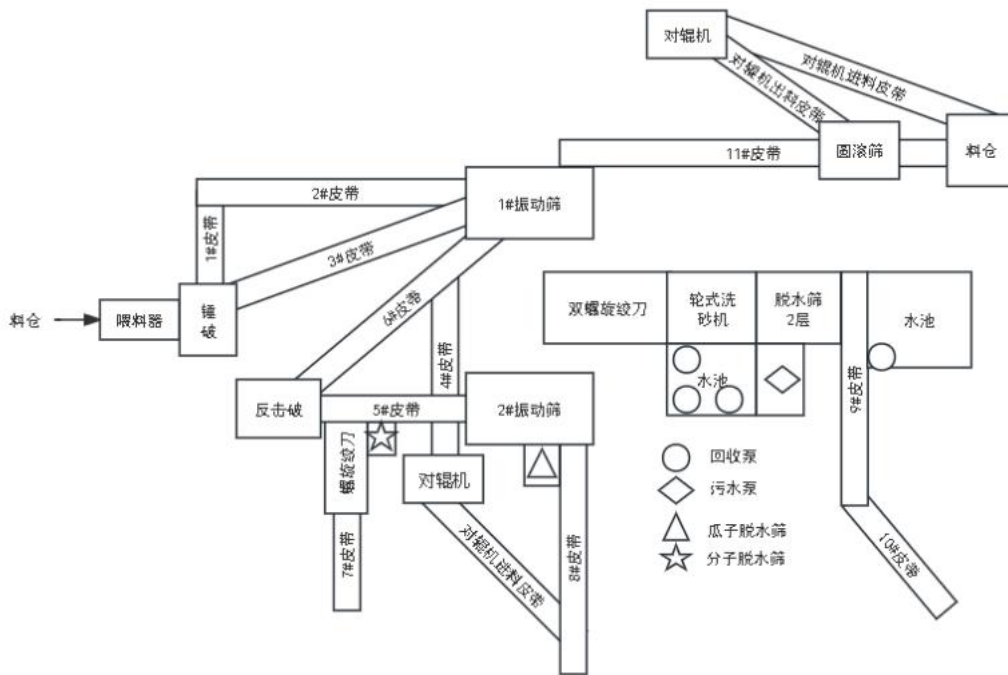 对辊机
对辊机进料皮带
对辊机出料皮带
11#皮带
圆滚筛
料仓
2#皮带
1#振动筛
1#皮带
3#皮带
6#皮带
4#皮带
料仓
喂料器
锤
破
双螺旋绞刀
轮式洗
砂机
脱水筛
2层
水池
水池
9#皮带
反击破
5#皮带
2#振动筛
螺旋绞刀
对辊机
7#皮带
对辊机进料皮带
8#皮带
10#皮带
回收泵
污水泵
瓜子脱水筛
分子脱水筛